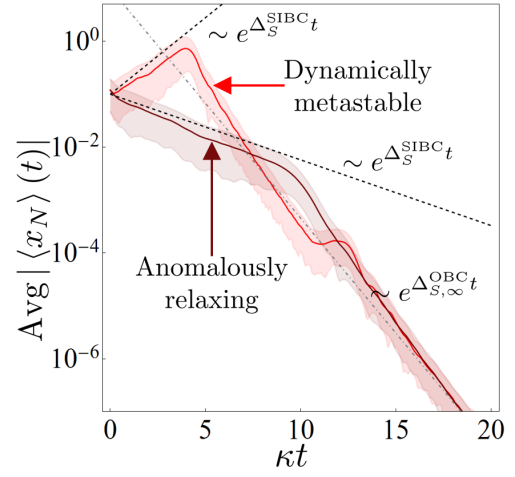 10^0
10^{-2}
10^{-4}
10^{-6}
Avg |⟨x_N⟩(t)|
∼ e^{Δ_S^{SIBC} t}
Dynamically
metastable
∼ e^{Δ_S^{SIBC} t}
Anomalously
relaxing
∼ e^{Δ_{S,∞}^{OBC} t}
0 5 10 15 20
κt